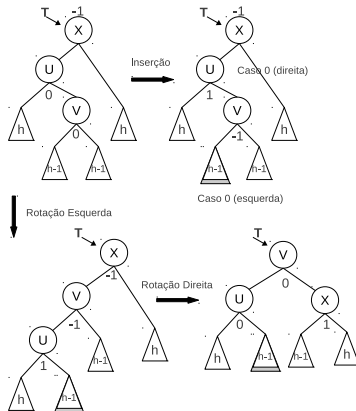 T -1 T -1
X X
U Inserção U Caso 0 (direita)
0 1
V V
h 0 h h -1 h
h-1 h-1 h-1 h-1
Caso 0 (esquerda)
Rotação Esquerda
T T
X V
-1 Rotação Direita 0
V U X
-1 0 1
U h-1 h h h-1 h-1 h
1
h h-1